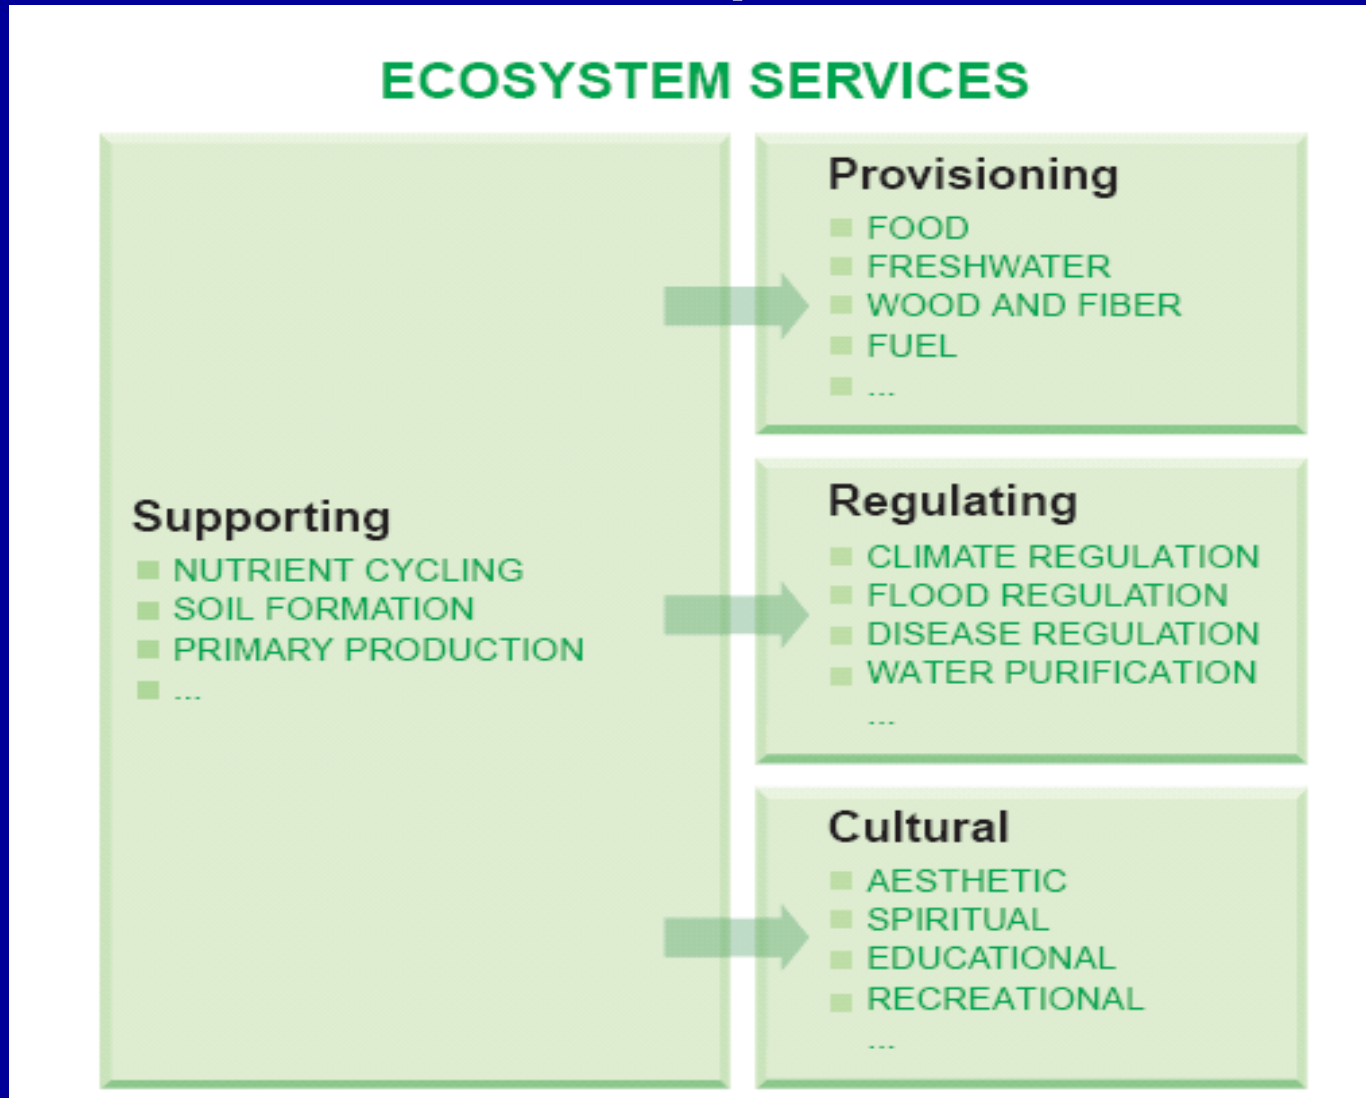 ECOSYSTEM SERVICES
Supporting
NUTRIENT CYCLING
SOIL FORMATION
PRIMARY PRODUCTION
...
Provisioning
FOOD
FRESHWATER
WOOD AND FIBER
FUEL
...
Regulating
CLIMATE REGULATION
FLOOD REGULATION
DISEASE REGULATION
WATER PURIFICATION
...
Cultural
AESTHETIC
SPIRITUAL
EDUCATIONAL
RECREATIONAL
...